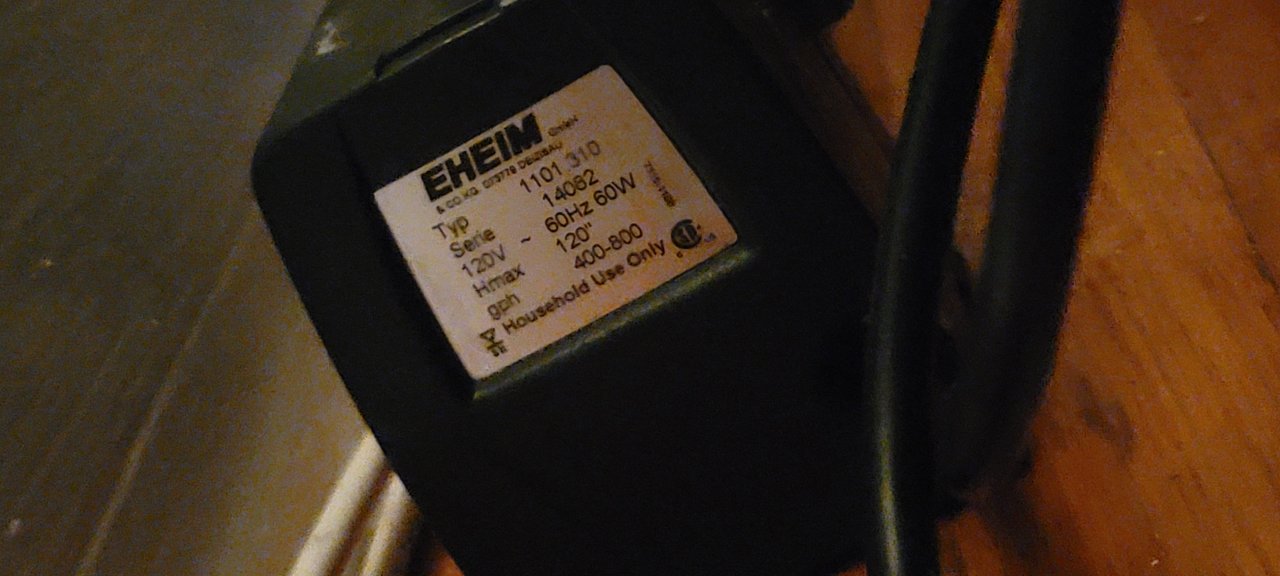 EHEIM GmbH
& CO KG D73779 DEIZISAU
Typ 1101 310
Serie 14082
120V ~ 60Hz 60W
Hmax 120"
gph 400-800
Household Use Only